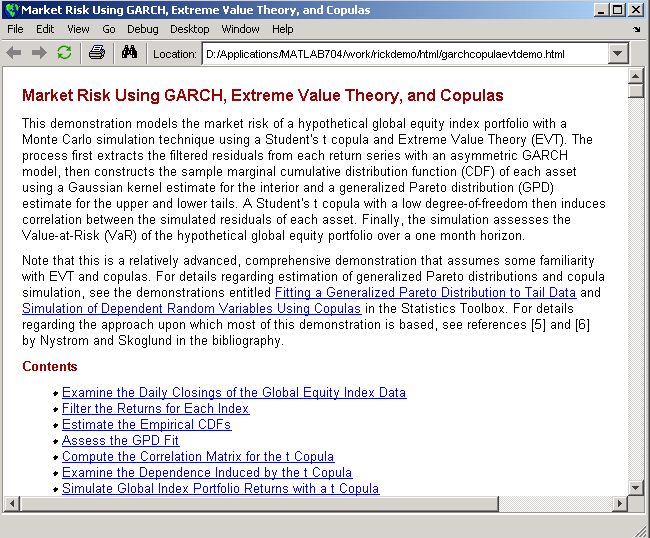 Market Risk Using GARCH, Extreme Value Theory, and Copulas
File Edit View Go Debug Desktop Window Help
Location: D:/Applications/MATLAB704/work/rickdemo/html/garchcopulaevtdemo.html
Market Risk Using GARCH, Extreme Value Theory, and Copulas
This demonstration models the market risk of a hypothetical global equity index portfolio with a
Monte Carlo simulation technique using a Student's t copula and Extreme Value Theory (EVT). The
process first extracts the filtered residuals from each return series with an asymmetric GARCH
model, then constructs the sample marginal cumulative distribution function (CDF) of each asset
using a Gaussian kernel estimate for the interior and a generalized Pareto distribution (GPD)
estimate for the upper and lower tails. A Student's t copula with a low degree-of-freedom then induces
correlation between the simulated residuals of each asset. Finally, the simulation assesses the
Value-at-Risk (VaR) of the hypothetical global equity portfolio over a one month horizon.
Note that this is a relatively advanced, comprehensive demonstration that assumes some familiarity
with EVT and copulas. For details regarding estimation of generalized Pareto distributions and copula
simulation, see the demonstrations entitled Fitting a Generalized Pareto Distribution to Tail Data and
Simulation of Dependent Random Variables Using Copulas in the Statistics Toolbox. For details
regarding the approach upon which most of this demonstration is based, see references [5] and [6]
by Nystrom and Skoglund in the bibliography.
Contents
Examine the Daily Closings of the Global Equity Index Data
Filter the Returns for Each Index
Estimate the Empirical CDFs
Assess the GPD Fit
Compute the Correlation Matrix for the t Copula
Examine the Dependence Induced by the t Copula
Simulate Global Index Portfolio Returns with a t Copula